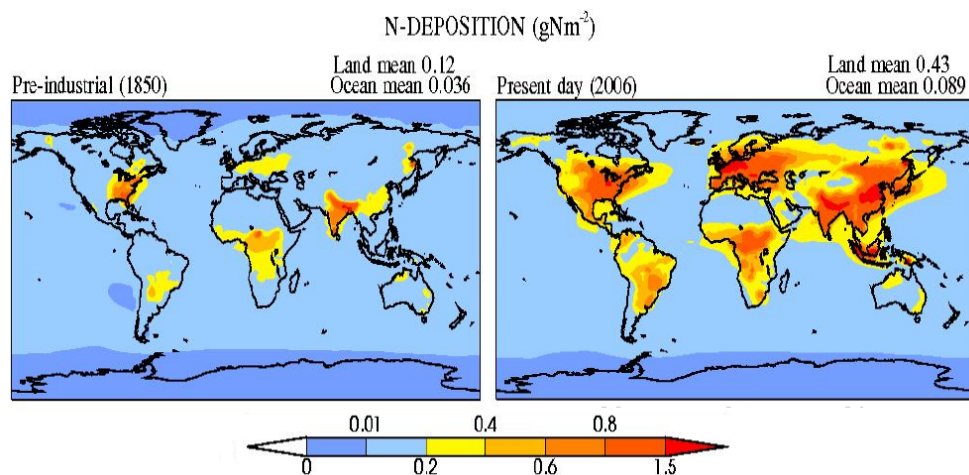 N-DEPOSITION (gNm-2)
Land mean 0.12
Pre-industrial (1850) Ocean mean 0.036
Land mean 0.43
Present day (2006) Ocean mean 0.089
0.01 0.4 0.8
0 0.2 0.6 1.5